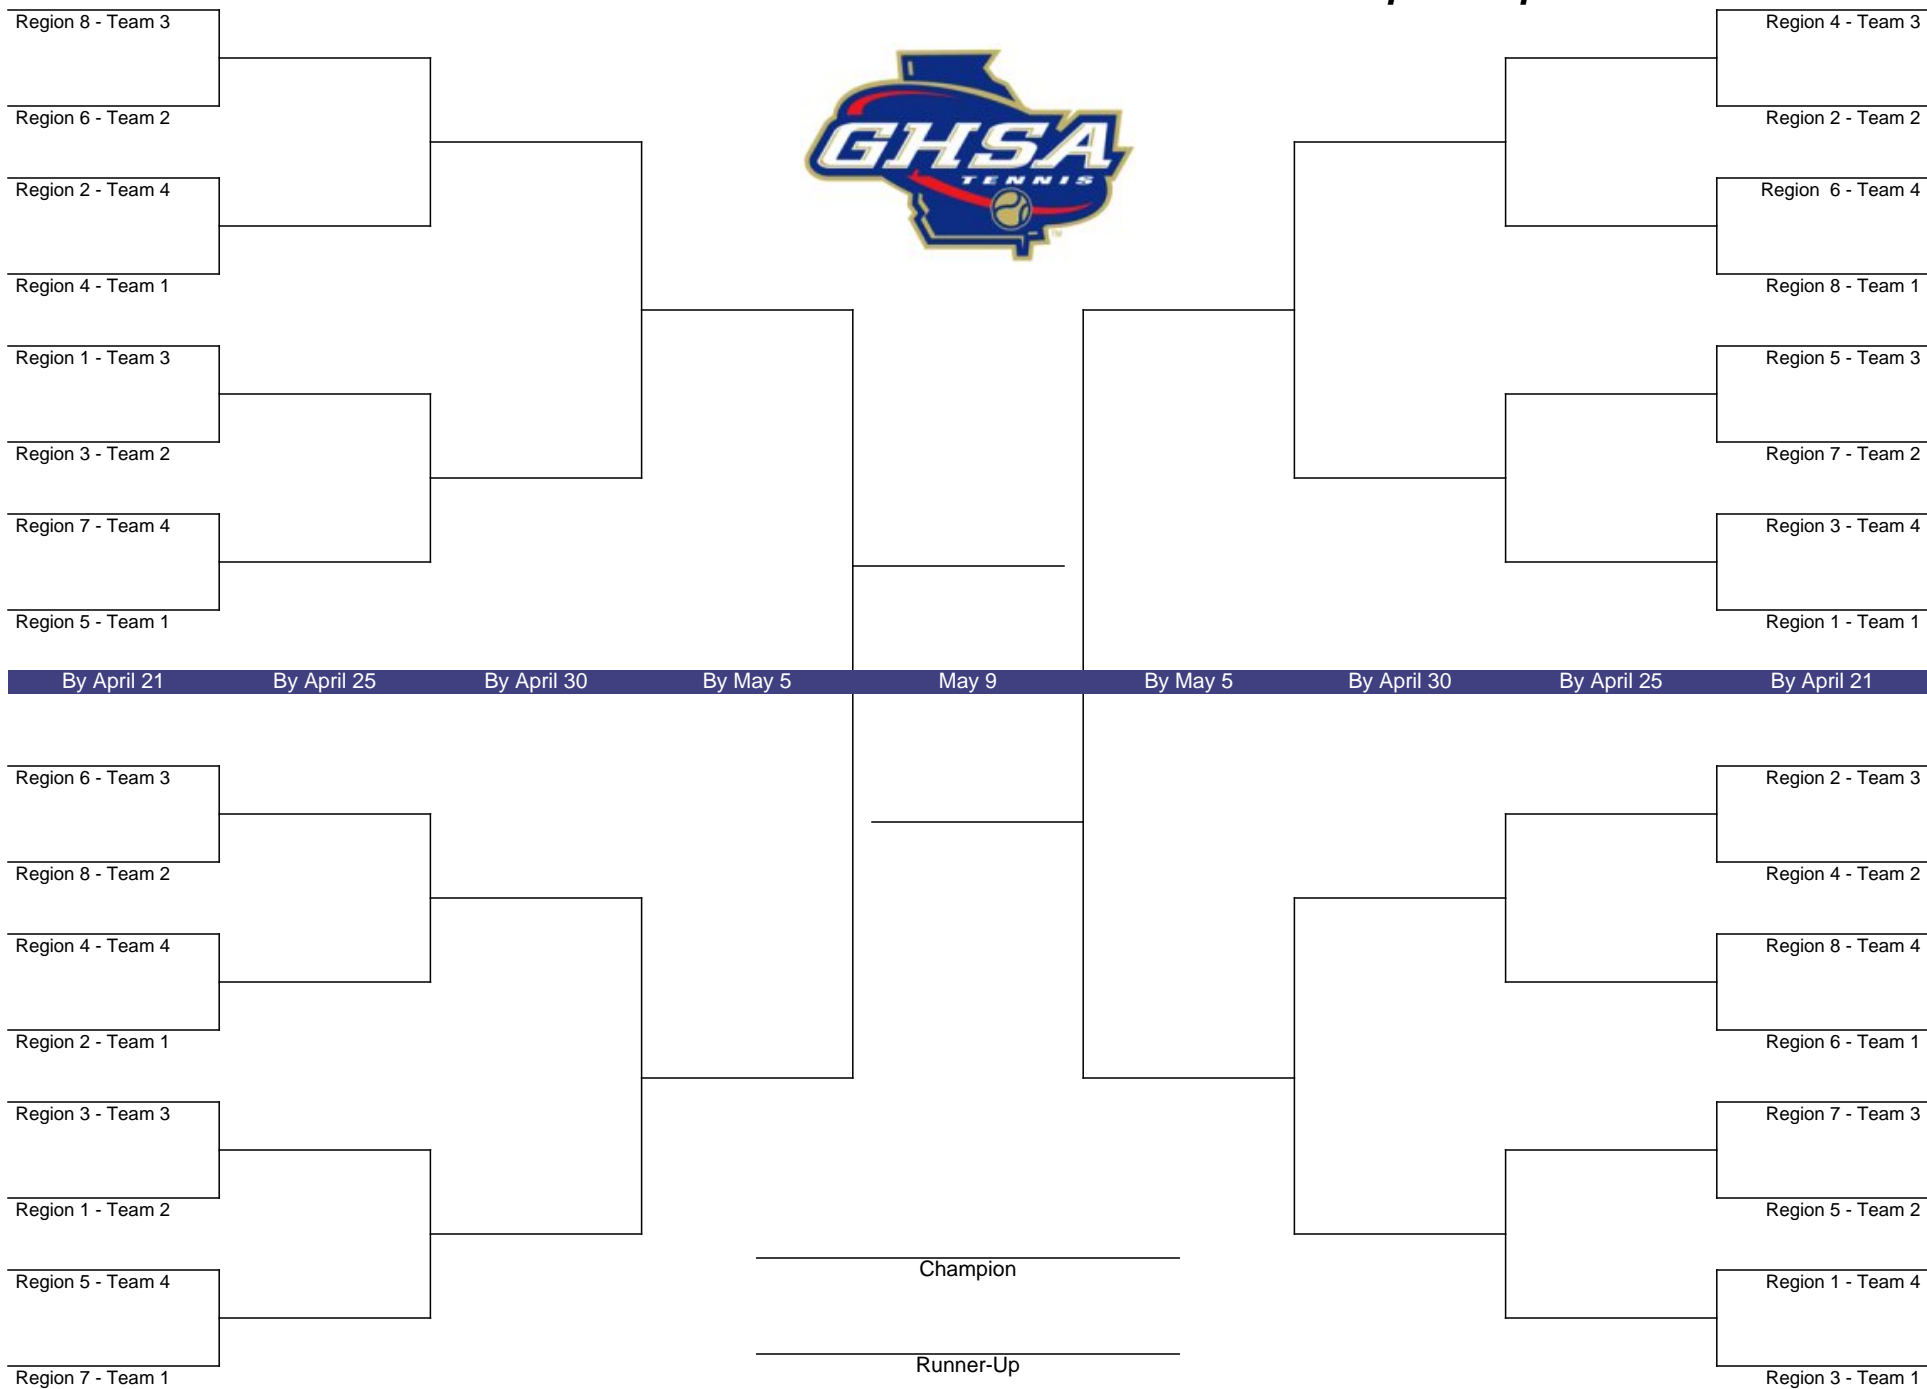 Region 8 - Team 3
Region 6 - Team 2
Region 2 - Team 4
Region 4 - Team 1
Region 1 - Team 3
Region 3 - Team 2
Region 7 - Team 4
Region 5 - Team 1
GHSA
TENNIS
TM
Region 4 - Team 3
Region 2 - Team 2
Region  6 - Team 4
Region 8 - Team 1
Region 5 - Team 3
Region 7 - Team 2
Region 3 - Team 4
Region 1 - Team 1
By April 21 By April 25 By April 30 By May 5 May 9 By May 5 By April 30 By April 25 By April 21
Region 6 - Team 3
Region 8 - Team 2
Region 4 - Team 4
Region 2 - Team 1
Region 3 - Team 3
Region 1 - Team 2
Region 5 - Team 4
Region 7 - Team 1
Champion
Runner-Up
Region 2 - Team 3
Region 4 - Team 2
Region 8 - Team 4
Region 6 - Team 1
Region 7 - Team 3
Region 5 - Team 2
Region 1 - Team 4
Region 3 - Team 1